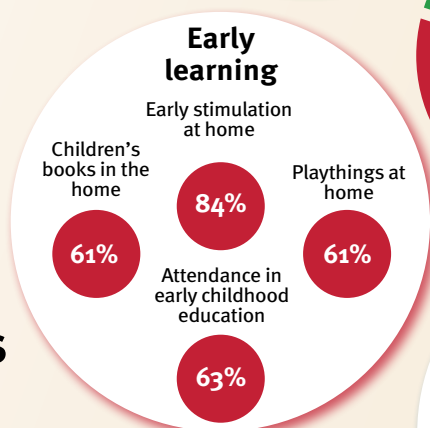 Early
learning
Early stimulation
at home
84%
Children's
books in the
home
61%
Playthings at
home
61%
Attendance in
early childhood
education
63%
s